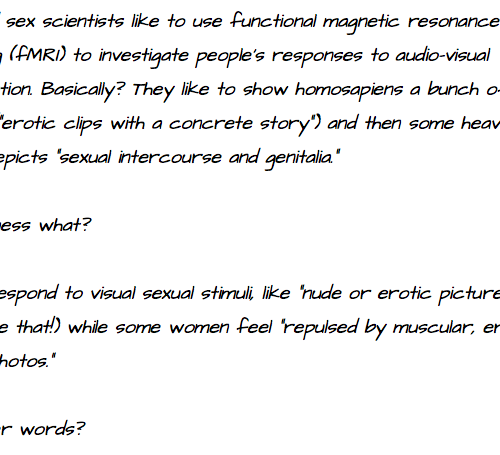 sex scientists like to use functional magnetic resonance
(fMRI) to investigate people's responses to audio-visual
tion. Basically? They like to show homosapiens a bunch o
"erotic clips with a concrete story") and then some heav
epicts "sexual intercourse and genitalia."
ess what?
espond to visual sexual stimuli, like "nude or erotic picture
e that!) while some women feel "repulsed by muscular, er
hotos."
r words?